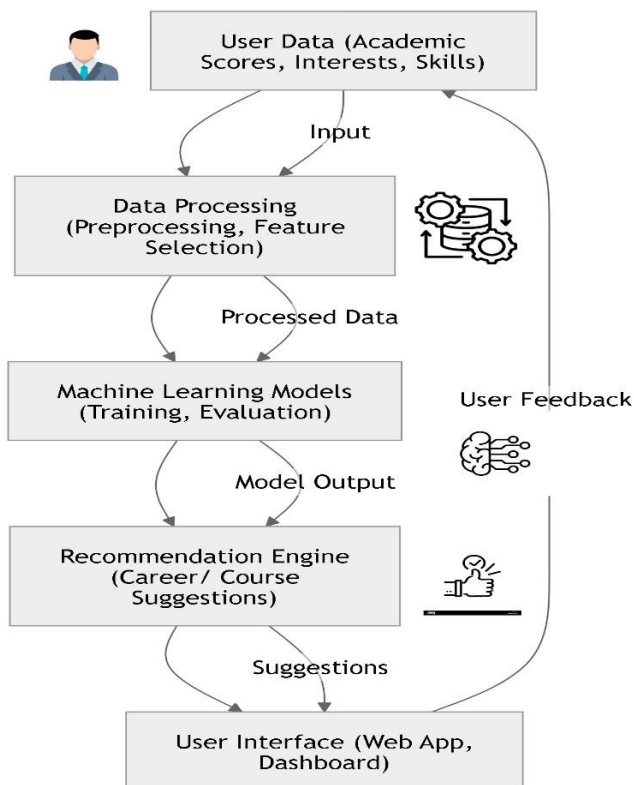 User Data (Academic
Scores, Interests, Skills)
Input
Data Processing
(Preprocessing, Feature
Selection)
Processed Data
Machine Learning Models
(Training, Evaluation)
User Feedback
Model Output
Recommendation Engine
(Career/ Course
Suggestions)
Suggestions
User Interface (Web App,
Dashboard)